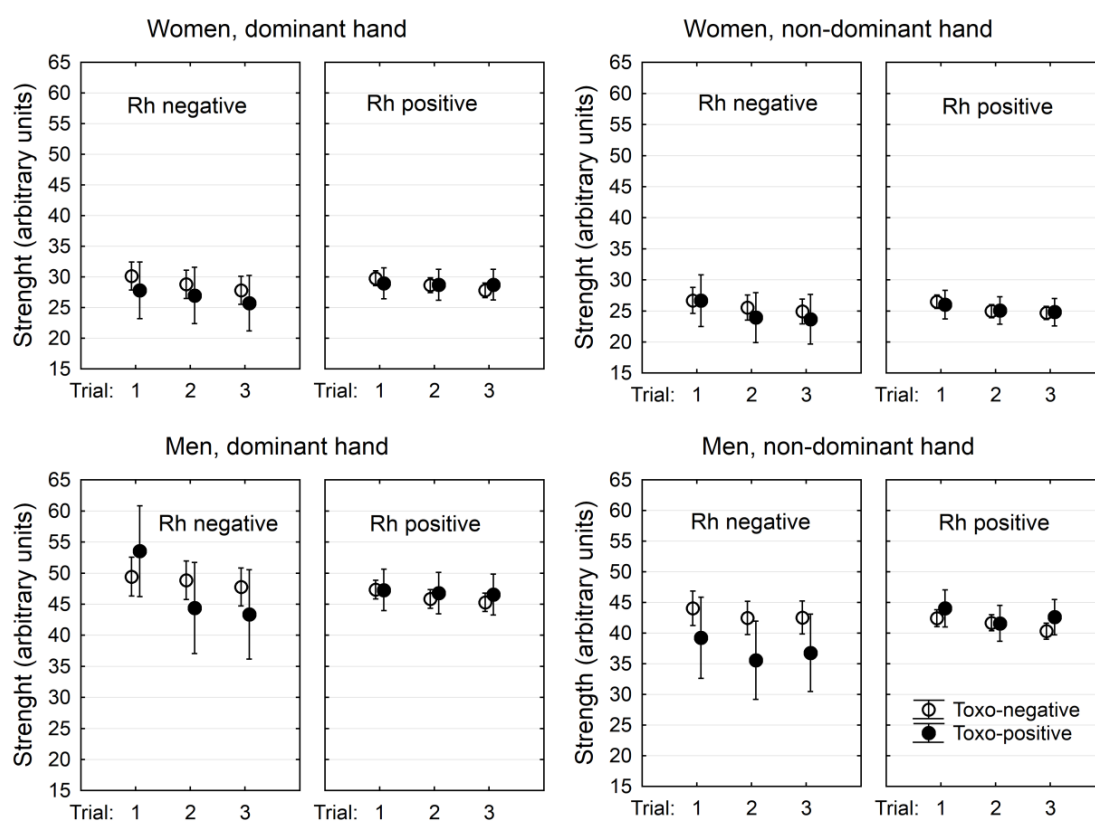 Women, dominant hand
Women, non-dominant hand
Strenght (arbitrary units)
65
60
55
50
45
40
35
30
25
20
15
Rh negative
Rh positive
Trial: 1 2 3
1 2 3
Strenght (arbitrary units)
65
60
55
50
45
40
35
30
25
20
15
Rh negative
Rh positive
Trial: 1 2 3
1 2 3
Men, dominant hand
Men, non-dominant hand
Strenght (arbitrary units)
65
60
55
50
45
40
35
30
25
20
15
Rh negative
Rh positive
Trial: 1 2 3
1 2 3
Strength (arbitrary units)
65
60
55
50
45
40
35
30
25
20
15
Rh negative
Rh positive
Toxo-negative
Toxo-positive
Trial: 1 2 3
1 2 3